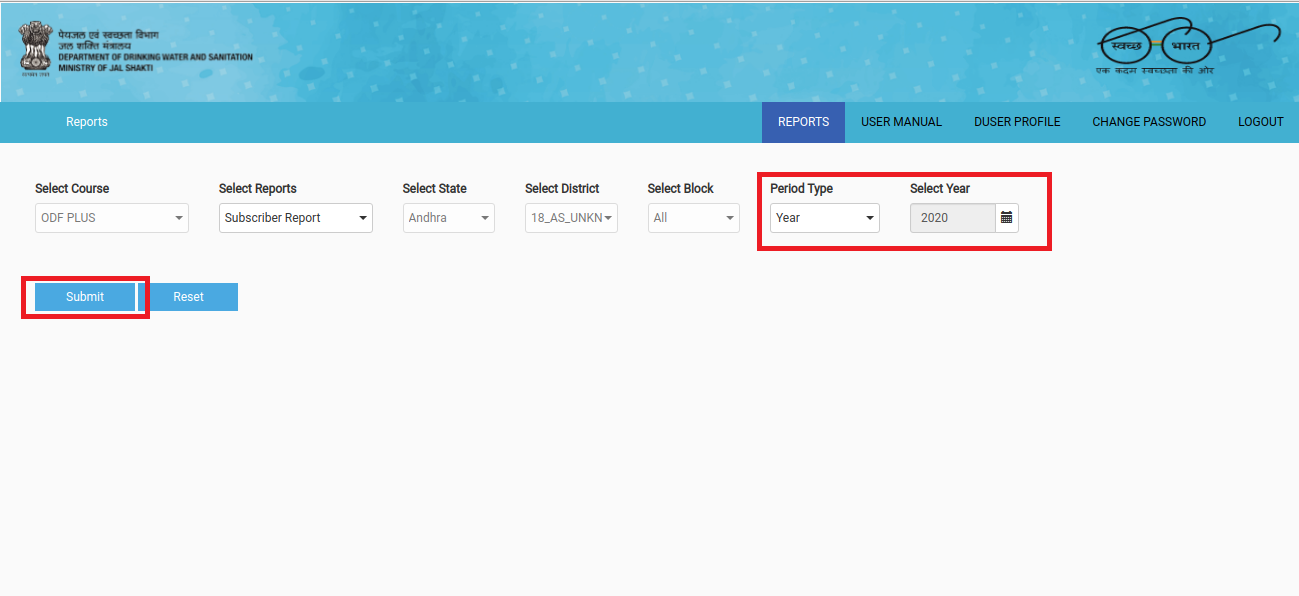 पेयजल एवं स्वच्छता विभाग
जल शक्ति मंत्रालय
DEPARTMENT OF DRINKING WATER AND SANITATION
MINISTRY OF JAL SHAKTI
स्वच्छ भारत
एक कदम स्वच्छता की ओर
Reports REPORTS USER MANUAL DUSER PROFILE CHANGE PASSWORD LOGOUT
Select Course Select Reports Select State Select District Select Block Period Type Select Year
ODF PLUS Subscriber Report Andhra 18_AS_UNKN All Year 2020
Submit Reset